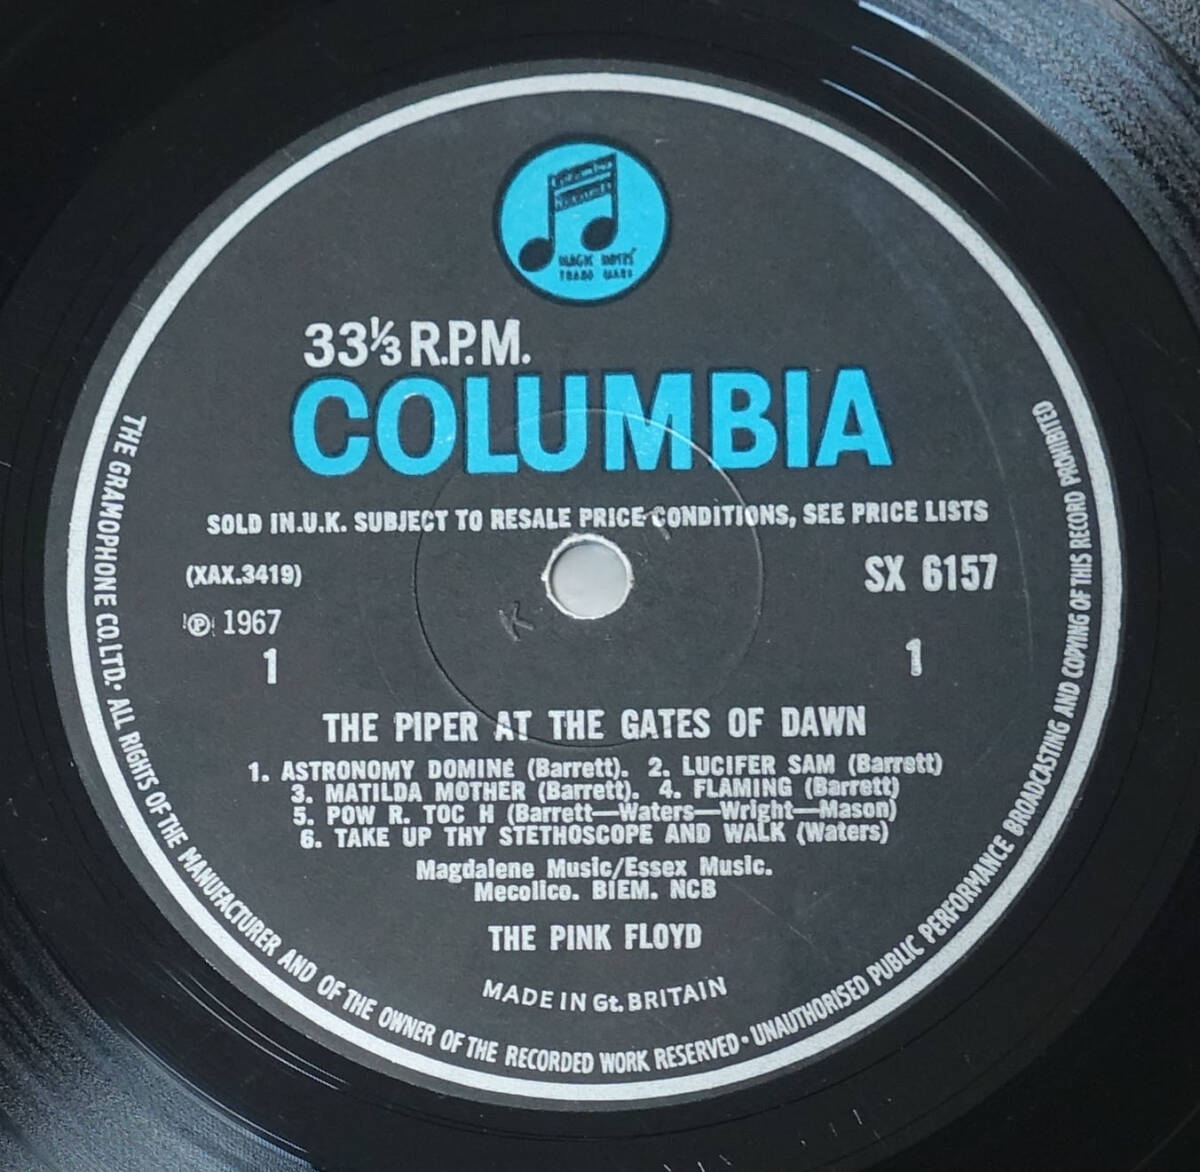 MAGIC NOTES
TRADE MARK
33⅓ R.P.M.
COLUMBIA
SOLD IN.U.K. SUBJECT TO RESALE PRICE CONDITIONS, SEE PRICE LISTS
(XAX.3419)
SX 6157
℗ 1967
1
1
K
THE PIPER AT THE GATES OF DAWN
1. ASTRONOMY DOMINE (Barrett). 2. LUCIFER SAM (Barrett)
3. MATILDA MOTHER (Barrett). 4. FLAMING (Barrett)
5. POW R. TOC H (Barrett—Waters—Wright—Mason)
6. TAKE UP THY STETHOSCOPE AND WALK (Waters)
Magdalene Music/Essex Music.
Mecolico. BIEM. NCB
THE PINK FLOYD
MADE IN Gt. BRITAIN
THE GRAMOPHONE CO. LTD. · ALL RIGHTS OF THE MANUFACTURER AND OF THE OWNER OF THE RECORDED WORK RESERVED · UNAUTHORISED PUBLIC PERFORMANCE BROADCASTING AND COPYING OF THIS RECORD PROHIBITED